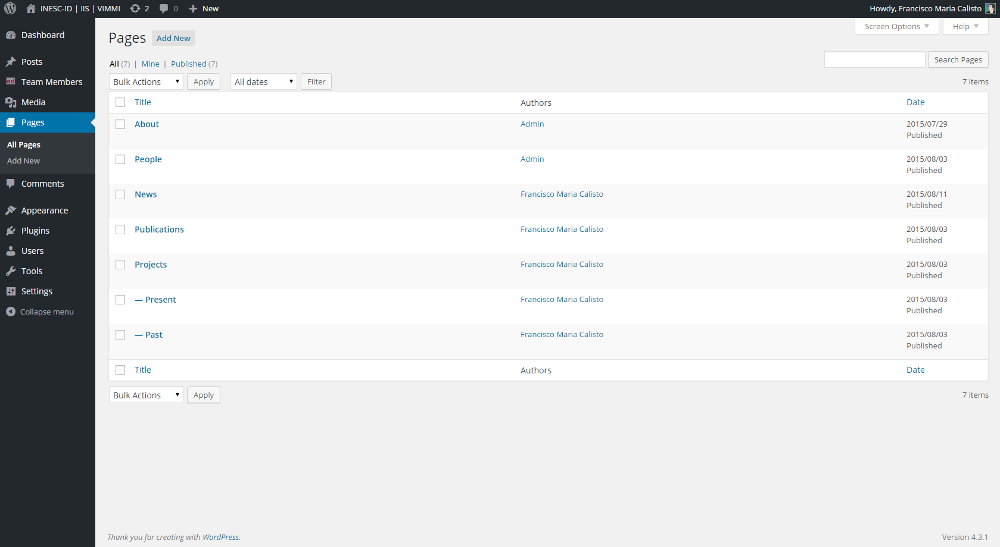 INESC-ID | IIS | VIMMI 2 0 New Howdy, Francisco Maria Calisto
Screen Options Help
Dashboard
Posts
ed Team Members
Media
Pages
All Pages
Add New
Comments
Appearance
Plugins
Users
Tools
Settings
Collapse menu
Pages Add New
All (7) | Mine | Published (7)
Search Pages
Bulk Actions Apply All dates Filter 7 items
Title Authors Date
About Admin 2015/07/29
Published
People Admin 2015/08/03
Published
News Francisco Maria Calisto 2015/08/11
Published
Publications Francisco Maria Calisto 2015/08/03
Published
Projects Francisco Maria Calisto 2015/08/03
Published
— Present Francisco Maria Calisto 2015/08/03
Published
— Past Francisco Maria Calisto 2015/08/03
Published
Title Authors Date
Bulk Actions Apply 7 items
Thank you for creating with WordPress. Version 4.3.1